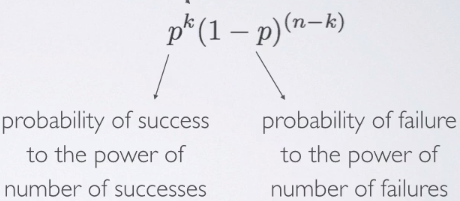 p^k(1 − p)^(n−k)
probability of success probability of failure
to the power of to the power of
number of successes number of failures